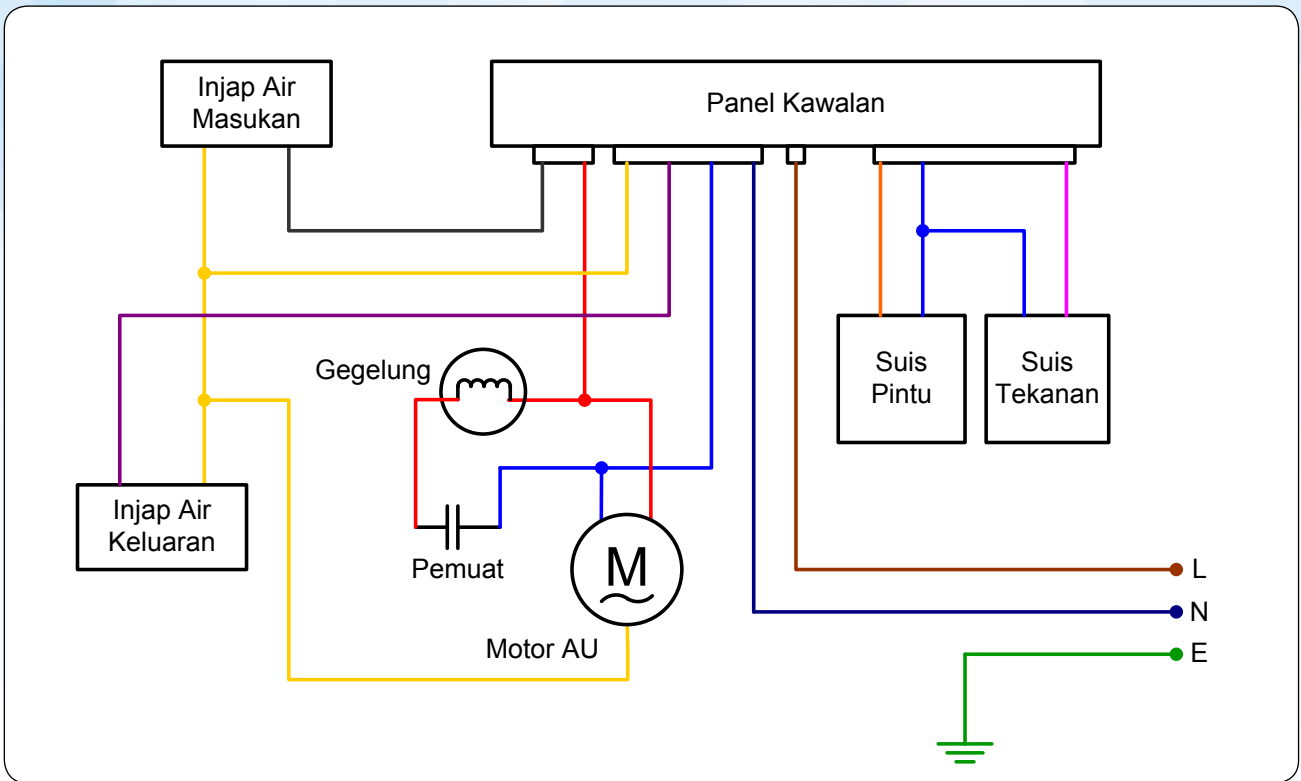 Injap Air
Masukan
Panel Kawalan
Gegelung
Suis
Pintu
Suis
Tekanan
Injap Air
Keluaran
Pemuat
M
Motor AU
L
N
E